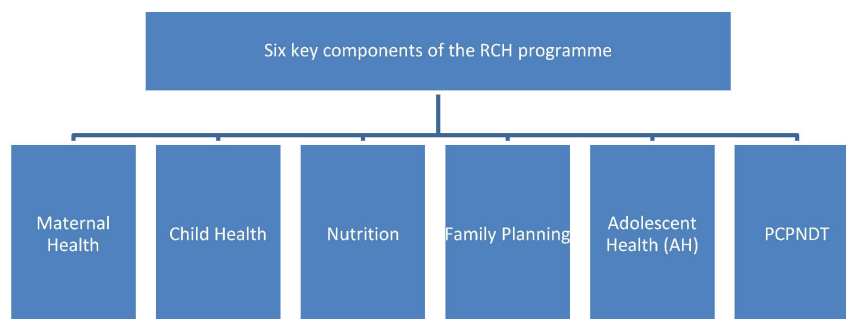 Six key components of the RCH programme
Maternal
Health
Child Health
Nutrition
Family Planning
Adolescent
Health (AH)
PCPNDT